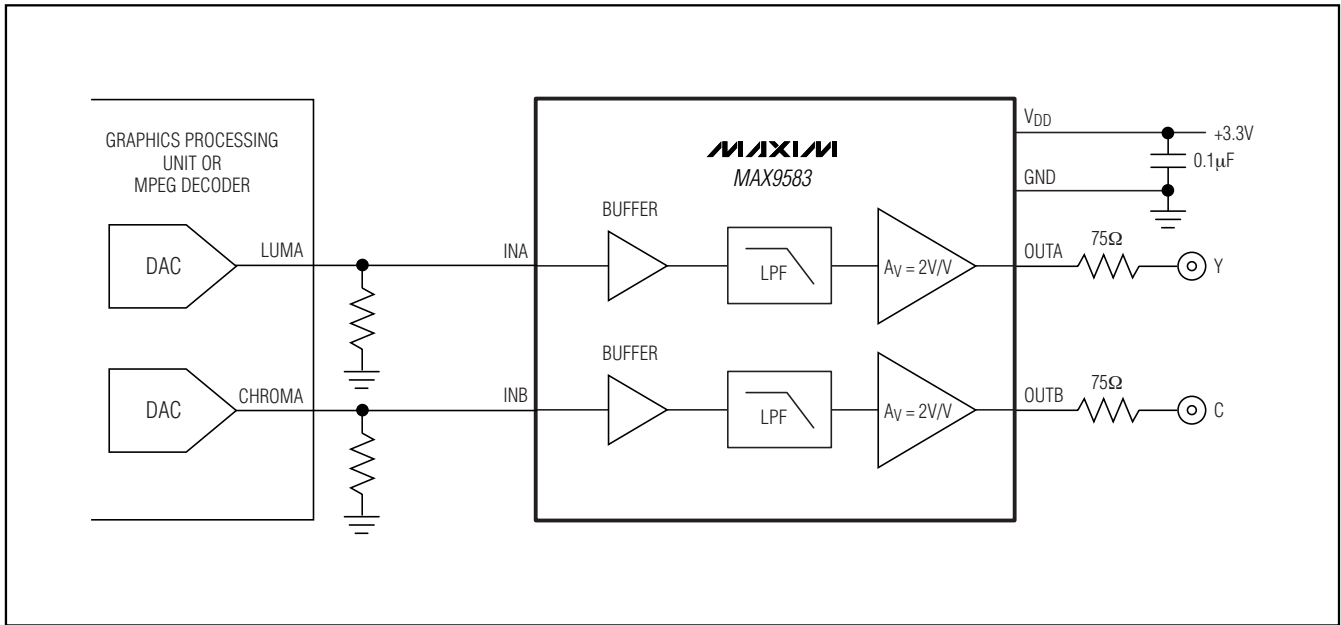 GRAPHICS PROCESSING
UNIT OR
MPEG DECODER
DAC
LUMA
DAC
CHROMA
INA
INB
MAXIM
MAX9583
BUFFER
LPF
AV = 2V/V
BUFFER
LPF
AV = 2V/V
VDD
+3.3V
0.1μF
GND
OUTA
75Ω
Y
OUTB
75Ω
C